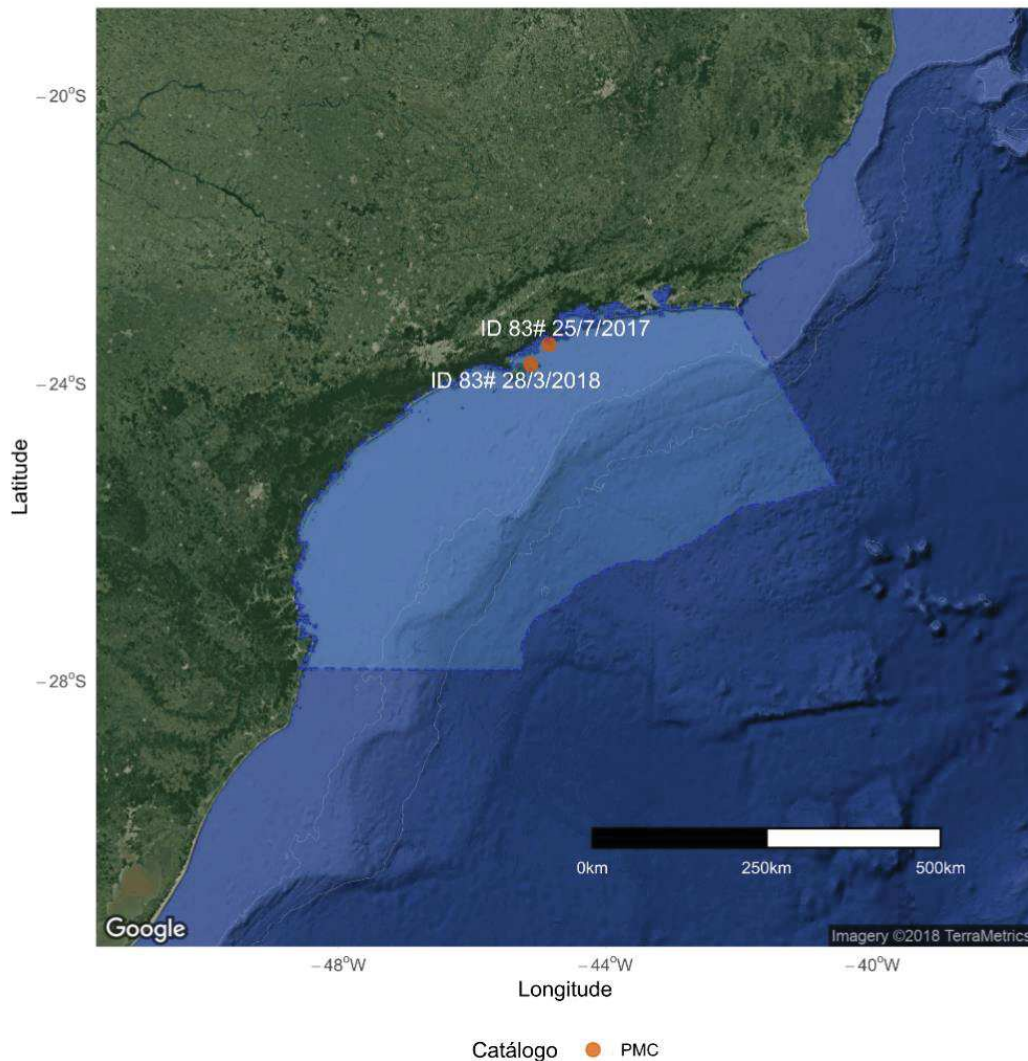 −20°S
ID 83# 25/7/2017
−24°S
ID 83# 28/3/2018
Latitude
−28°S
0km 250km 500km
Google
Imagery ©2018 TerraMetrics
−48°W −44°W −40°W
Longitude
Catálogo PMC